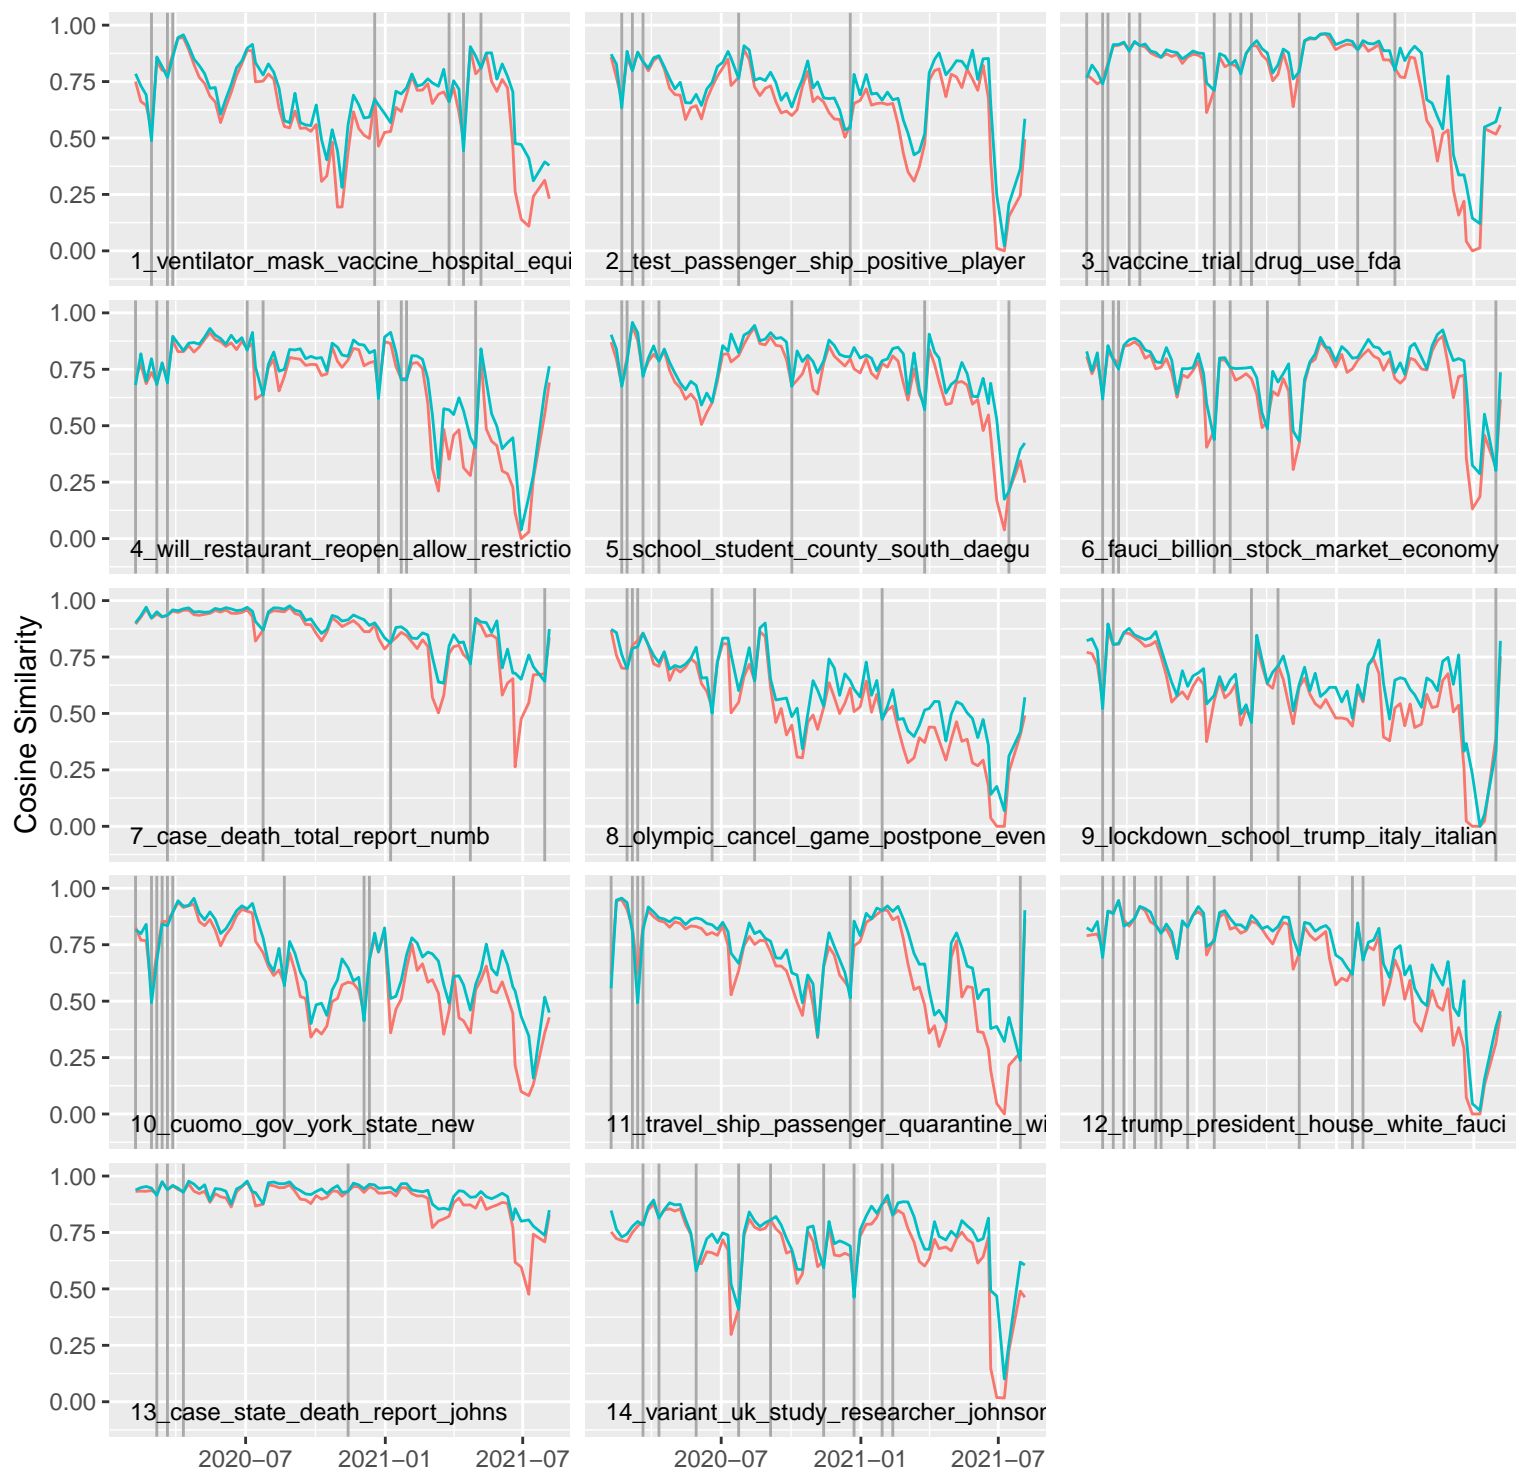 Cosine Similarity
1.00
0.75
0.50
0.25
0.00
1_ventilator_mask_vaccine_hospital_equi
2_test_passenger_ship_positive_player
3_vaccine_trial_drug_use_fda
1.00
0.75
0.50
0.25
0.00
4_will_restaurant_reopen_allow_restrictio
5_school_student_county_south_daegu
6_fauci_billion_stock_market_economy
1.00
0.75
0.50
0.25
0.00
7_case_death_total_report_numb
8_olympic_cancel_game_postpone_even
9_lockdown_school_trump_italy_italian
1.00
0.75
0.50
0.25
0.00
10_cuomo_gov_york_state_new
11_travel_ship_passenger_quarantine_wi
12_trump_president_house_white_fauci
1.00
0.75
0.50
0.25
0.00
13_case_state_death_report_johns
14_variant_uk_study_researcher_johnson
2020−07 2021−01 2021−07
2020−07 2021−01 2021−07